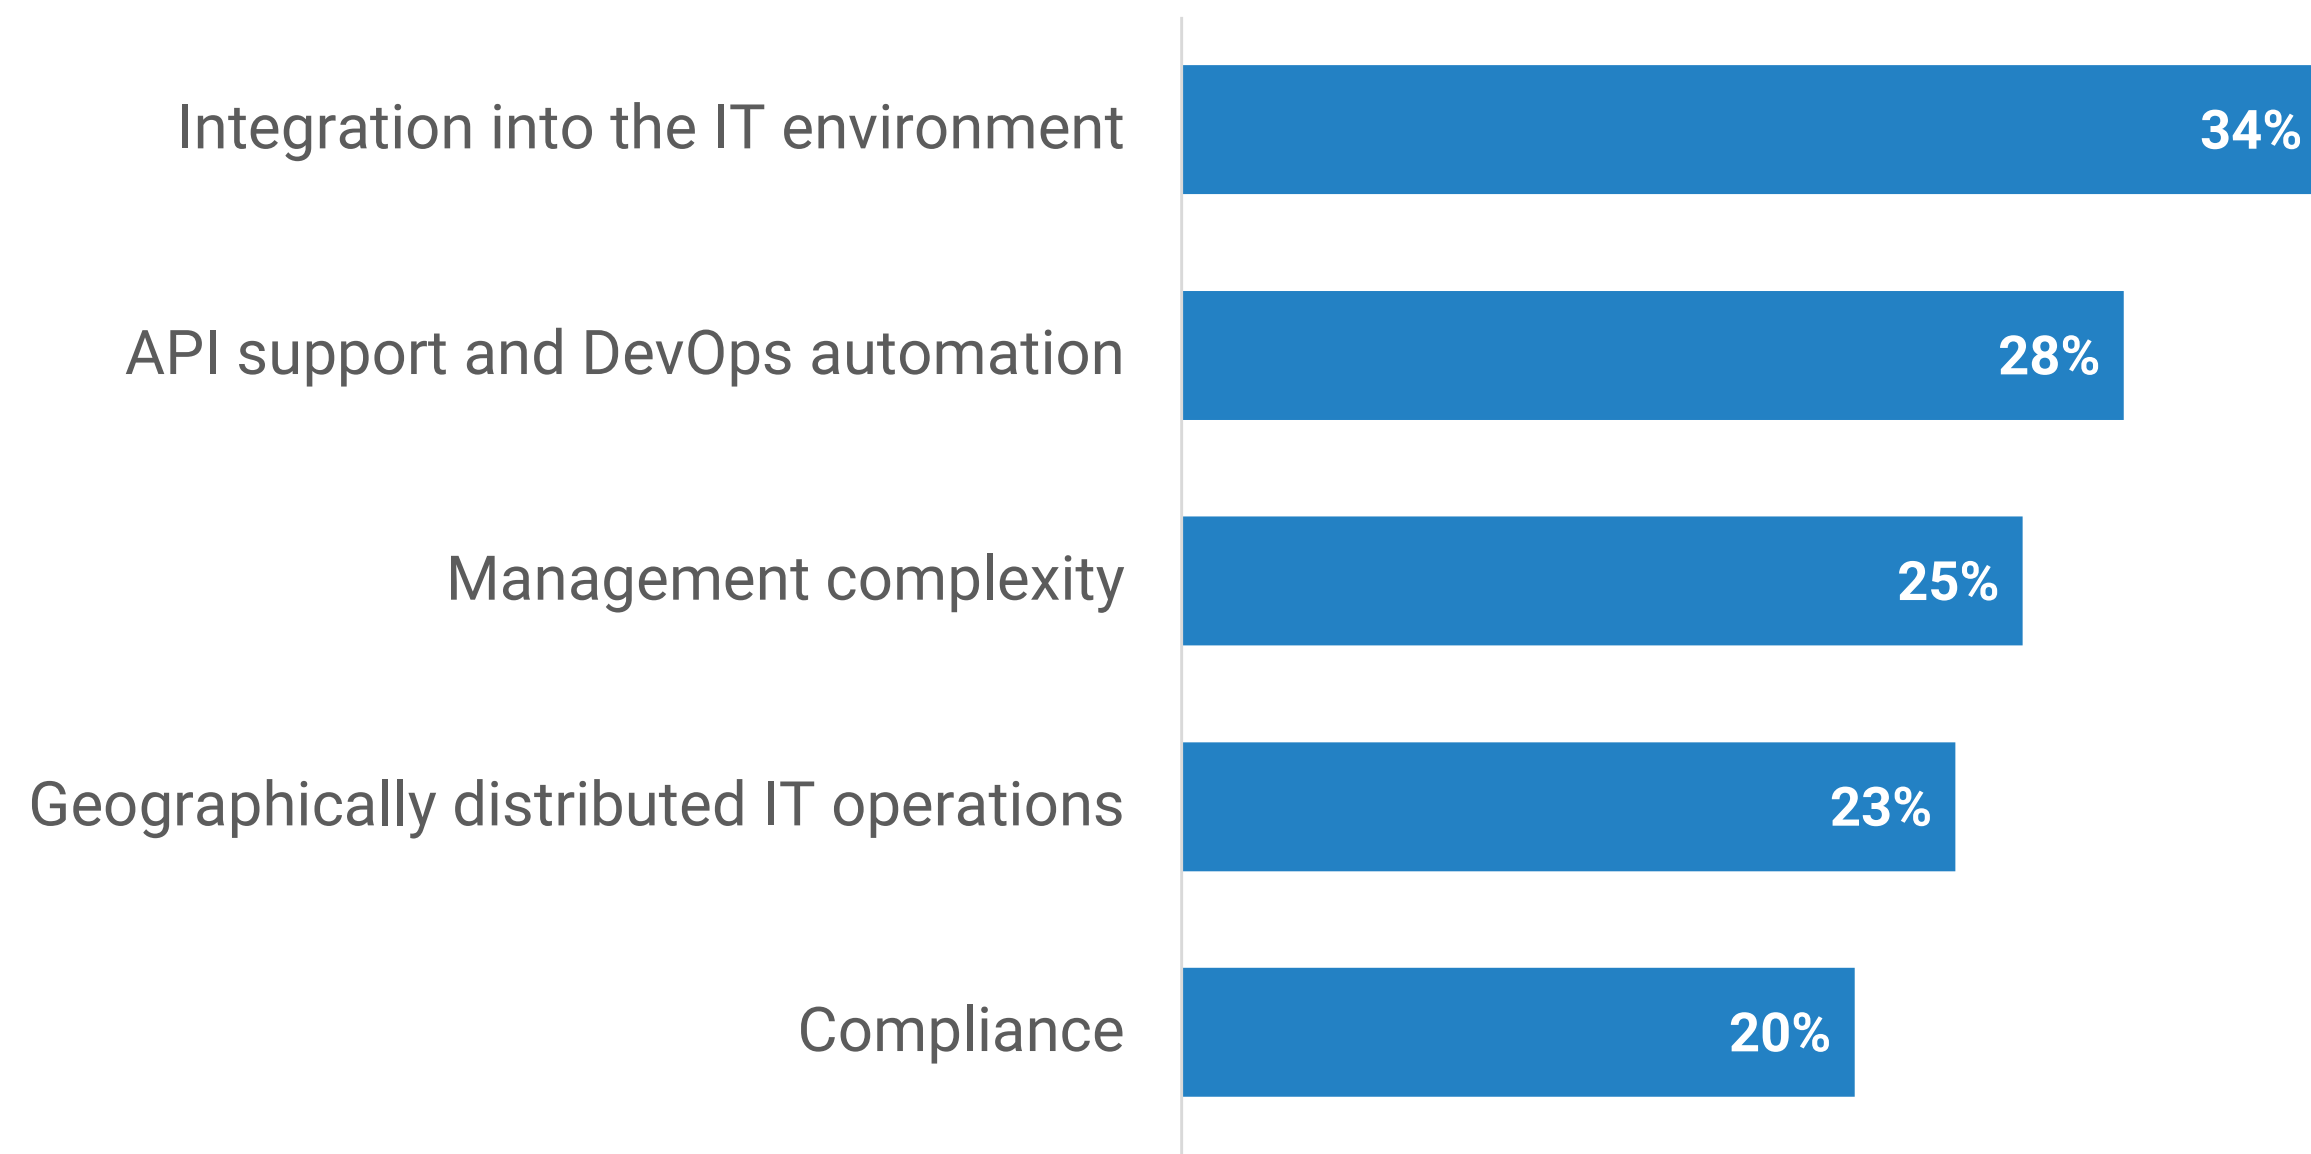 Integration into the IT environment 34%
API support and DevOps automation 28%
Management complexity 25%
Geographically distributed IT operations 23%
Compliance 20%